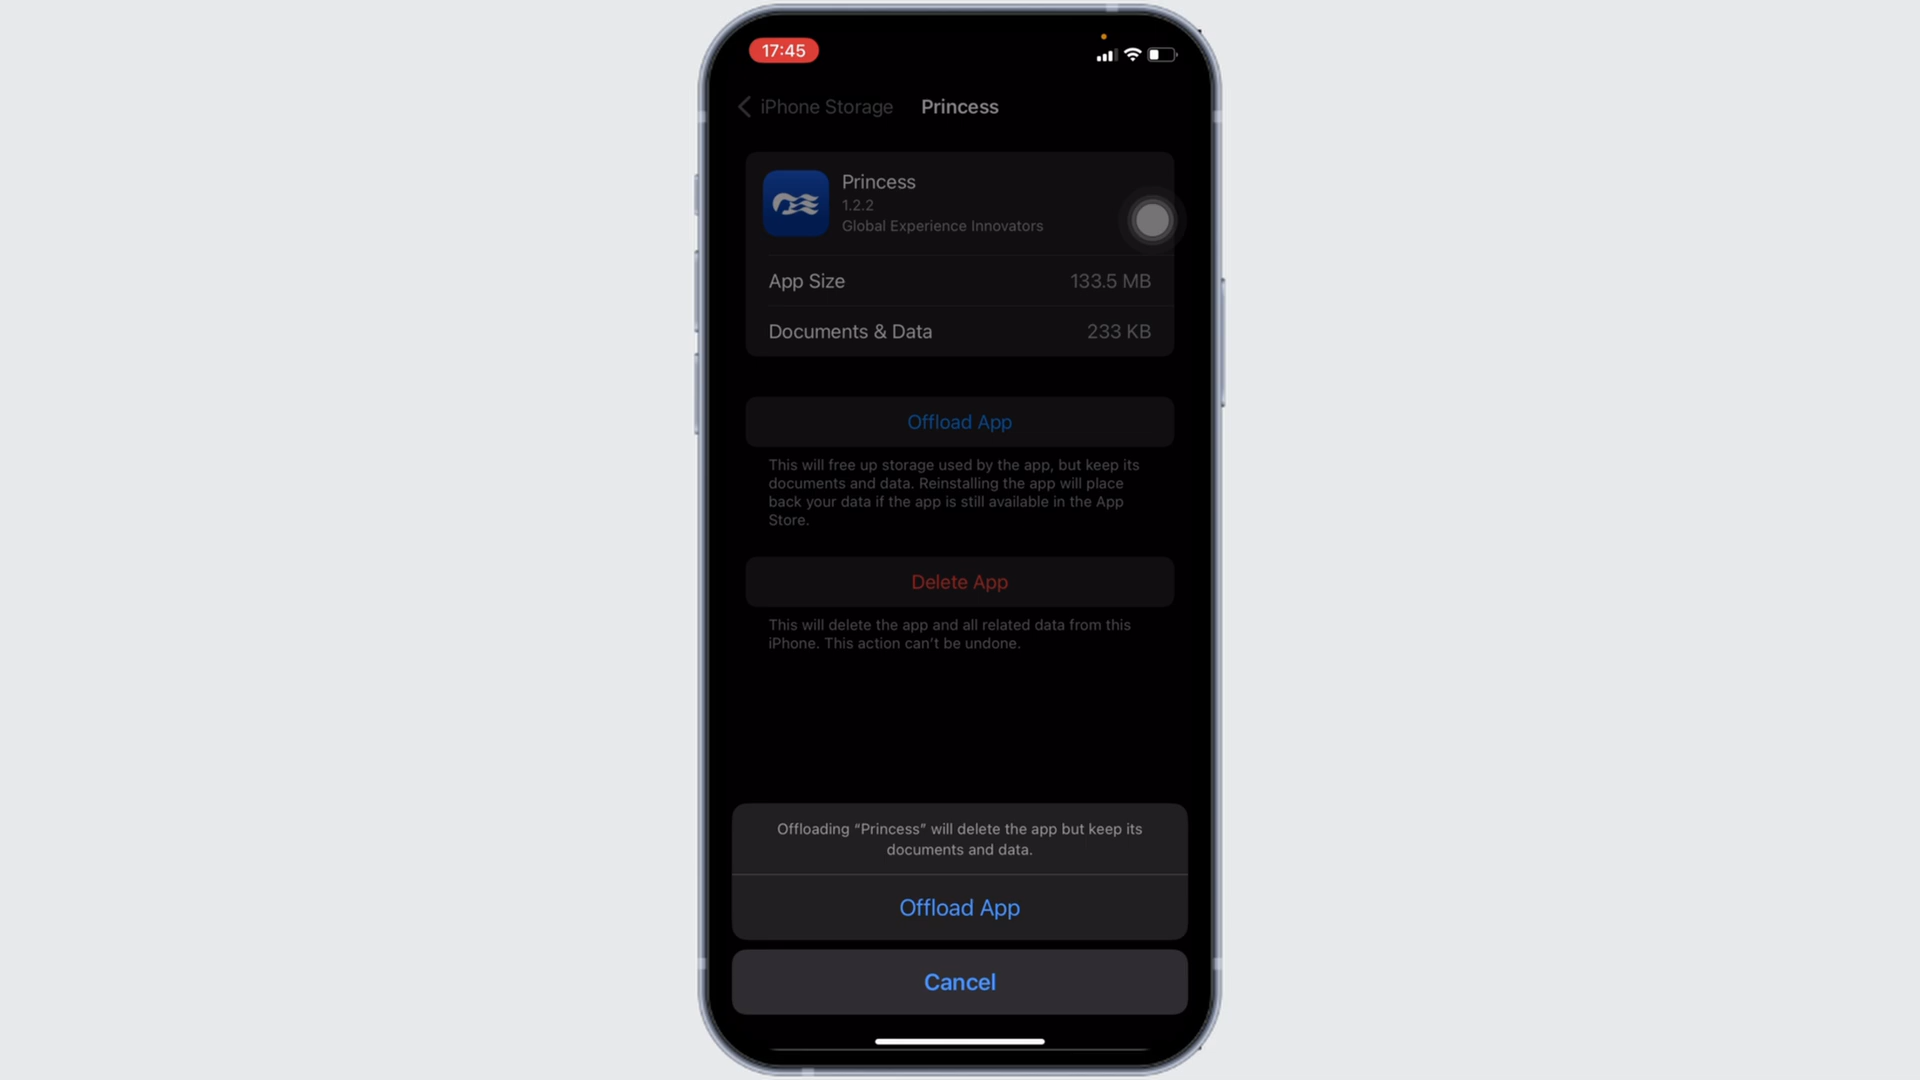 17:45
iPhone Storage Princess
Princess
1.2.2
Global Experience Innovators
App Size 133.5 MB
Documents & Data 233 KB
Offload App
This will free up storage used by the app, but keep its
documents and data. Reinstalling the app will place
back your data if the app is still available in the App
Store.
Delete App
This will delete the app and all related data from this
iPhone. This action can't be undone.
Offloading “Princess” will delete the app but keep its
documents and data.
Offload App
Cancel